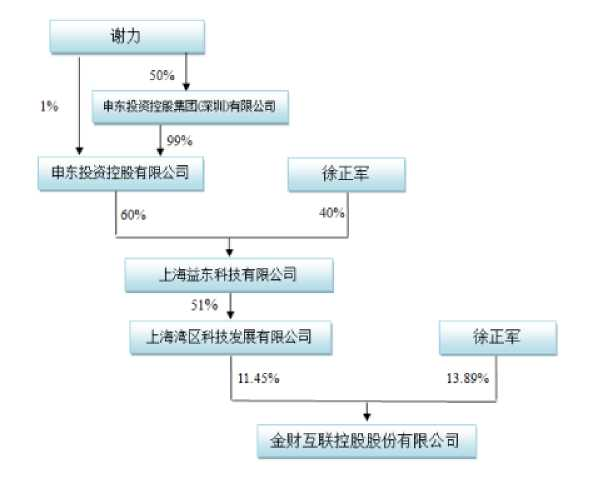 谢力
50%
1%
申东投资控股集团(深圳)有限公司
99%
申东投资控股有限公司
徐正军
60%
40%
上海益东科技有限公司
51%
上海湾区科技发展有限公司
徐正军
11.45%
13.89%
金财互联控股股份有限公司